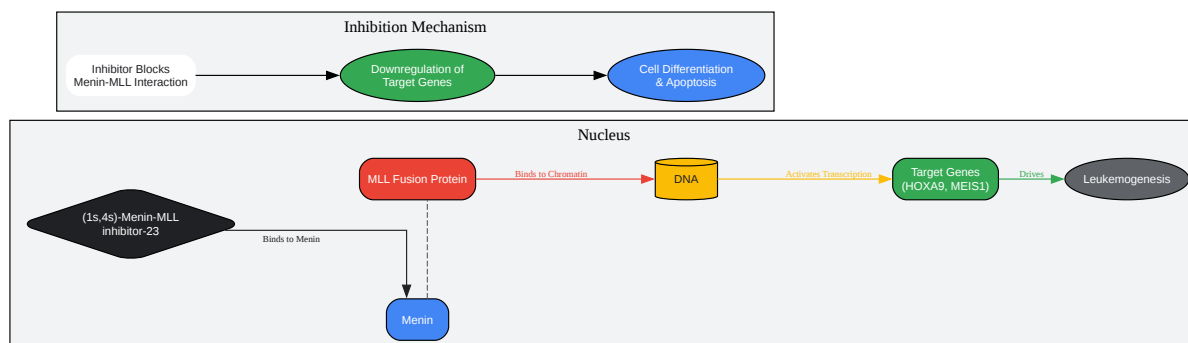 Inhibition Mechanism
Inhibitor Blocks
Menin-MLL Interaction
Downregulation of
Target Genes
Cell Differentiation
& Apoptosis
Nucleus
MLL Fusion Protein
Binds to Chromatin
DNA
Activates Transcription
Target Genes
(HOXA9, MEIS1)
Drives
Leukemogenesis
(1s,4s)-Menin-MLL
inhibitor-23
Binds to Menin
Menin